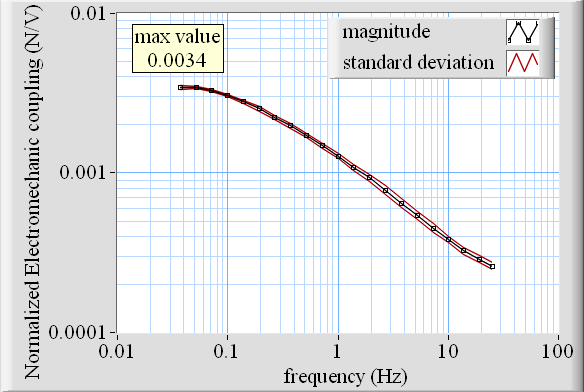 Normalized Electromechanic coupling (N/V)
0.01
0.001
0.0001
max value
0.0034
magnitude
standard deviation
0.01
0.1
1
10
100
frequency (Hz)